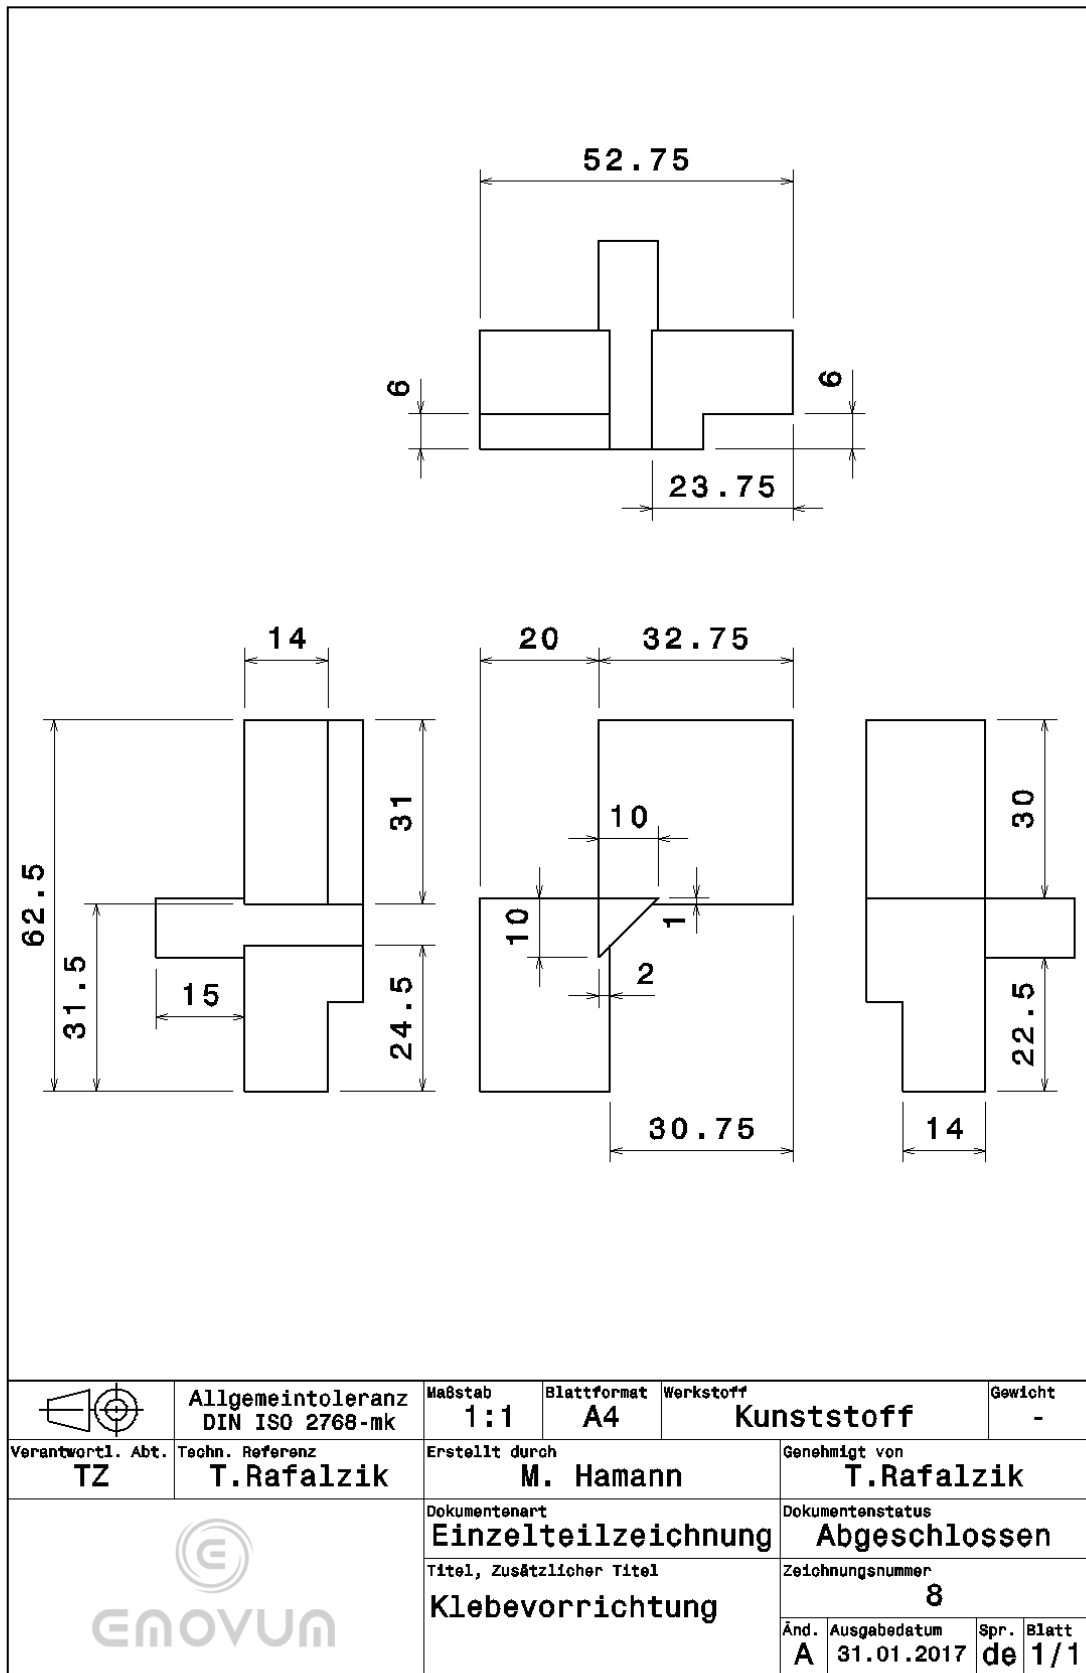 52.75
6
6
23.75
14
20
32.75
62.5
31.5
15
31
24.5
10
10
1
2
30.75
30
22.5
14
Allgemeintoleranz
DIN ISO 2768-mk
Maßstab
1:1
Blattformat
A4
Werkstoff
Kunststoff
Gewicht
-
Verantwortl. Abt.
TZ
Techn. Referenz
T.Rafalzik
Erstellt durch
M. Hamann
Genehmigt von
T.Rafalzik
Dokumentenart
Einzelteilzeichnung
Dokumentenstatus
Abgeschlossen
Titel, Zusätzlicher Titel
Klebevorrichtung
Zeichnungsnummer
8
Änd.
A
Ausgabedatum
31.01.2017
Spr.
de
Blatt
1/1
E
EMOVUM